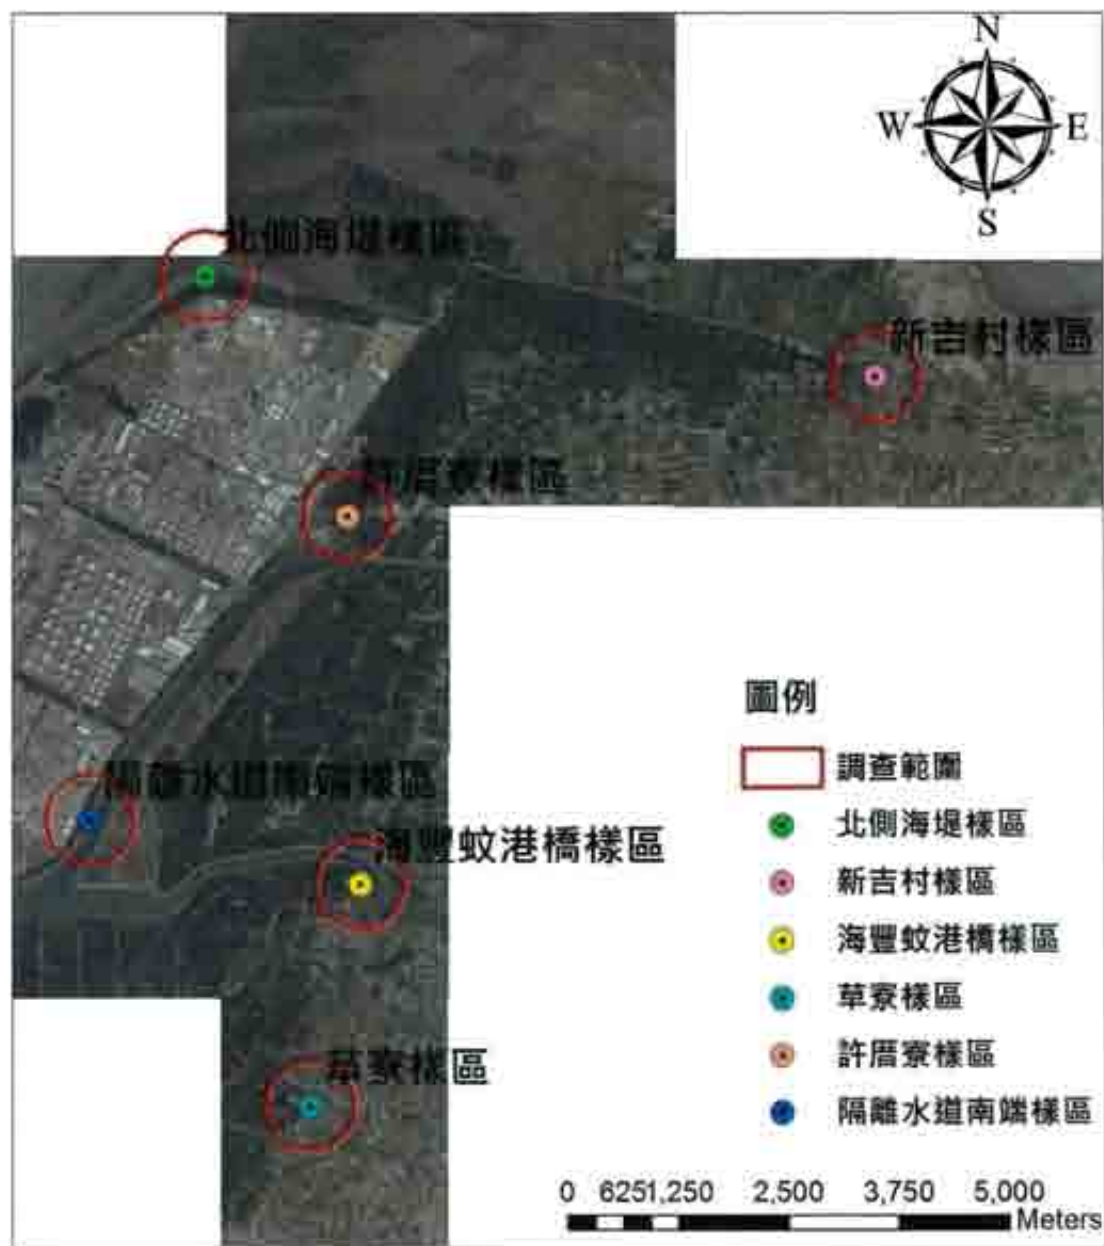 N
W E
S
北側海堤樣區
新吉村樣區
許厝寮樣區
隔離水道南端樣區
海豐蚊港橋樣區
草寮樣區
圖例
調查範圍
北側海堤樣區
新吉村樣區
海豐蚊港橋樣區
草寮樣區
許厝寮樣區
隔離水道南端樣區
0 625 1,250 2,500 3,750 5,000
Meters